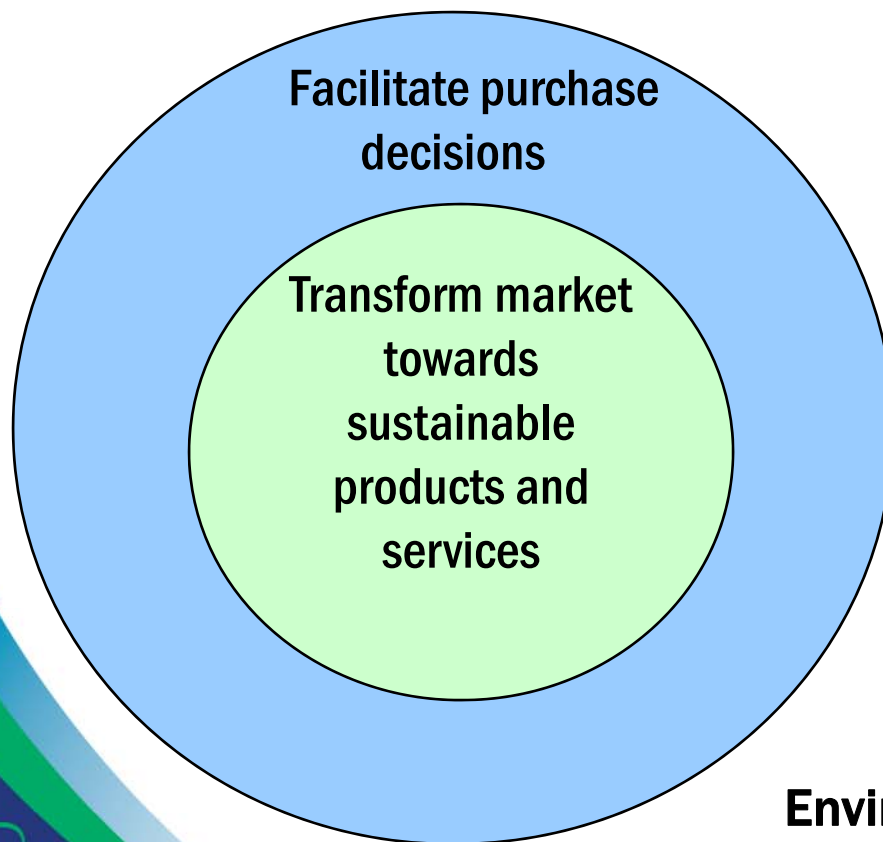 Facilitate purchase
decisions
Transform market
towards
sustainable
products and
services